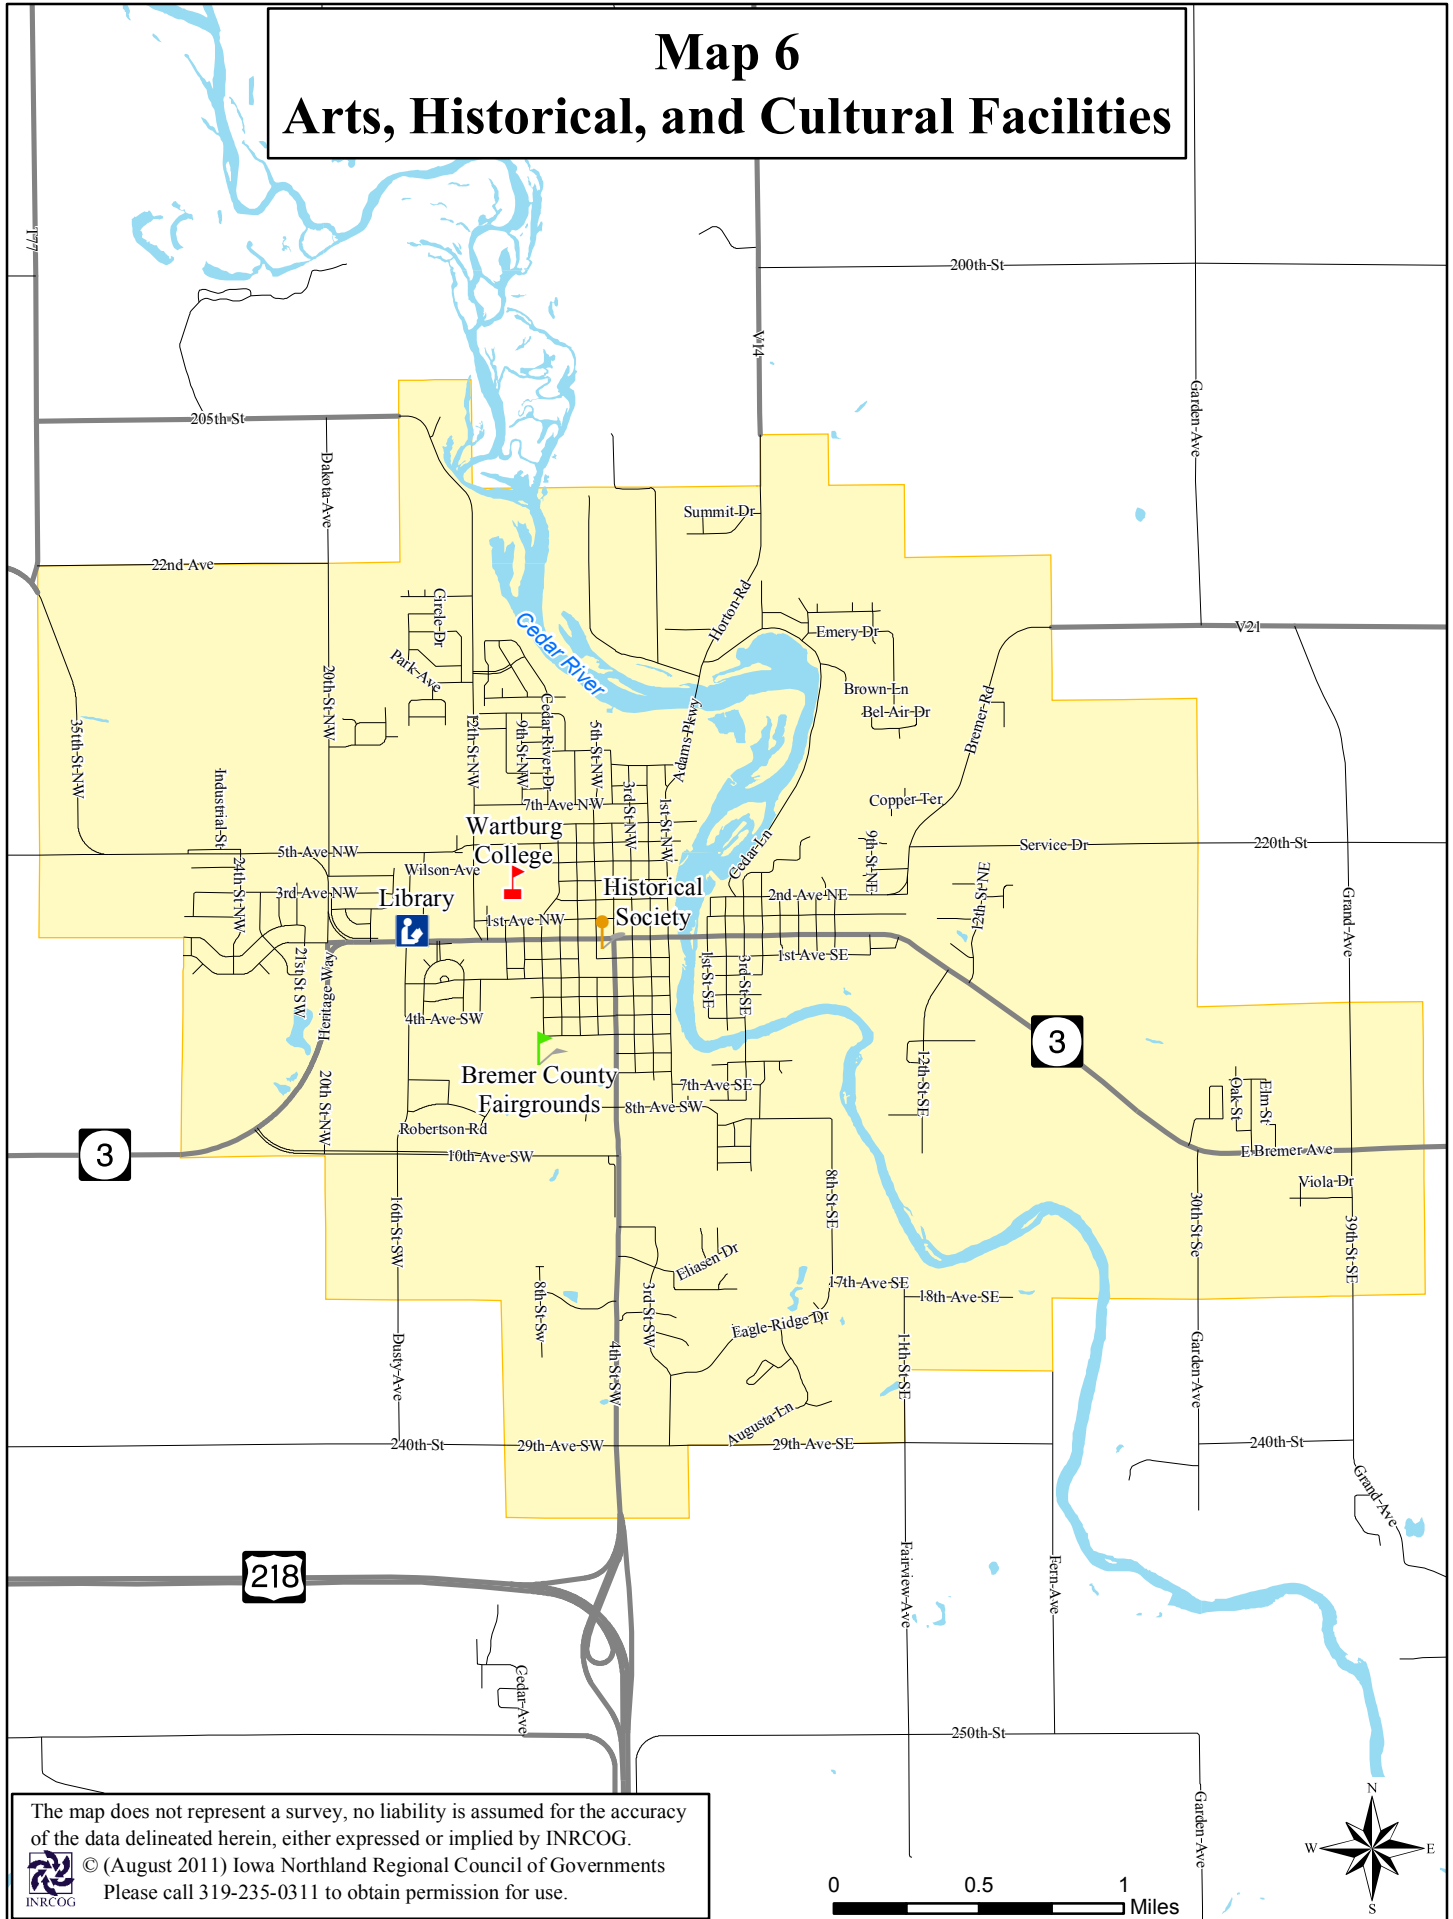 Map 6
Arts, Historical, and Cultural Facilities
T77
200th St
V14
Garden Ave
205th St
Dakota Ave
Summit Dr
22nd Ave
Circle Dr
Horton Rd
Cedar River
Emery Dr
V21
Park Ave
20th St NW
Brown Ln
Bel Air Dr
Bremer Rd
35tth St NW
12th St NW
9th St NW
Cedar River Dr
5th St NW
Adams Pkwy
Industrial St
3rd St NW
1st St NW
7th Ave NW
Copper Ter
Wartburg
College
5th Ave NW
Wilson Ave
Cedar Ln
9th St NE
Service Dr
220th St
24th St NW
3rd Ave NW
Library
Historical
Society
2nd Ave NE
12th St NE
Grand Ave
1st Ave NW
21st St SW
Heritage Way
1st St SE
3rd St SE
1st Ave SE
4th Ave SW
3
Bremer County
Fairgrounds
20th St NW
7th Ave SE
12th St SE
Oak St
Elm St
8th Ave SW
Robertson Rd
3
10th Ave SW
E Bremer Ave
16th St SW
8th St SE
30th St Se
Viola Dr
39th St SE
Eliasen Dr
8th St Sw
3rd St SW
17th Ave SE
18th Ave SE
Eagle Ridge Dr
Dusty Ave
4th St SW
11th St SE
Garden Ave
Augusta Ln
240th St
29th Ave SW
29th Ave SE
240th St
Grand Ave
218
Fairview Ave
Fern Ave
Cedar Ave
250th St
Garden Ave
The map does not represent a survey, no liability is assumed for the accuracy
of the data delineated herein, either expressed or implied by INRCOG.
© (August 2011) Iowa Northland Regional Council of Governments
Please call 319-235-0311 to obtain permission for use.
INRCOG
0 0.5 1
Miles
N
W E
S